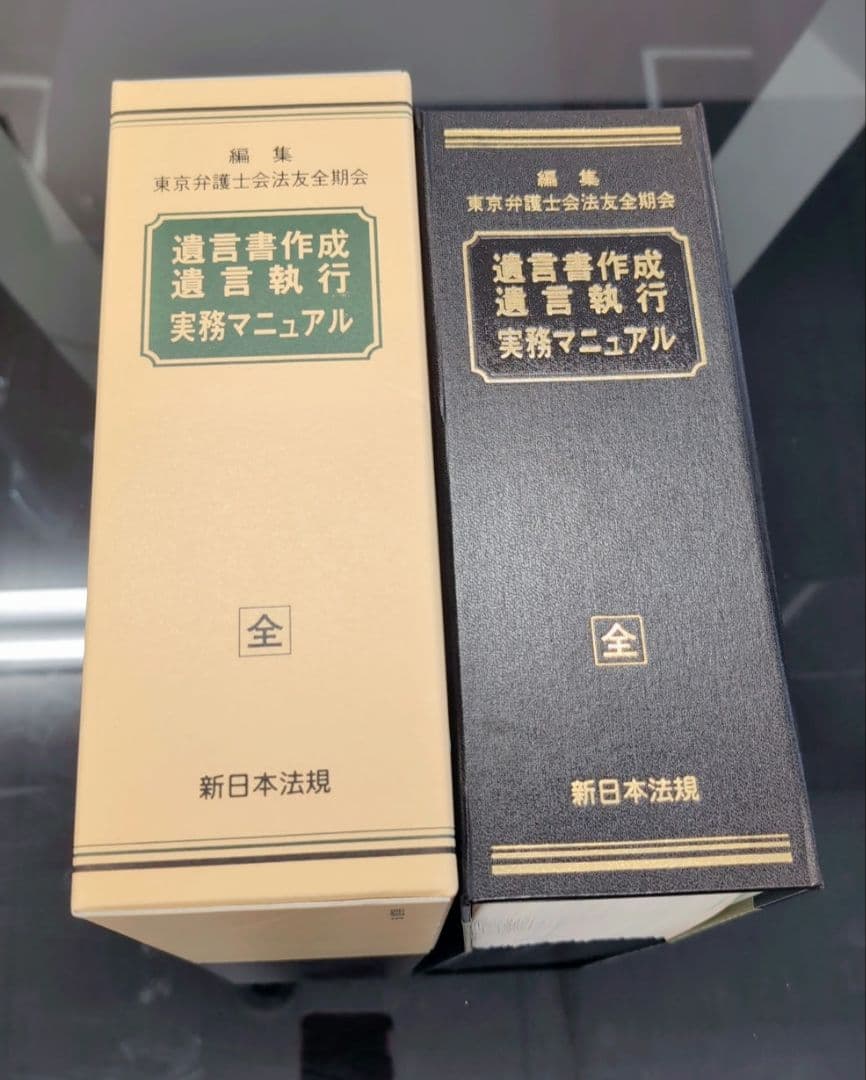 編 集
東京弁護士会法友全期会
遺言書作成
遺言執行
実務マニュアル
全
新日本法規
編 集
東京弁護士会法友全期会
遺言書作成
遺言執行
実務マニュアル
全
新日本法規